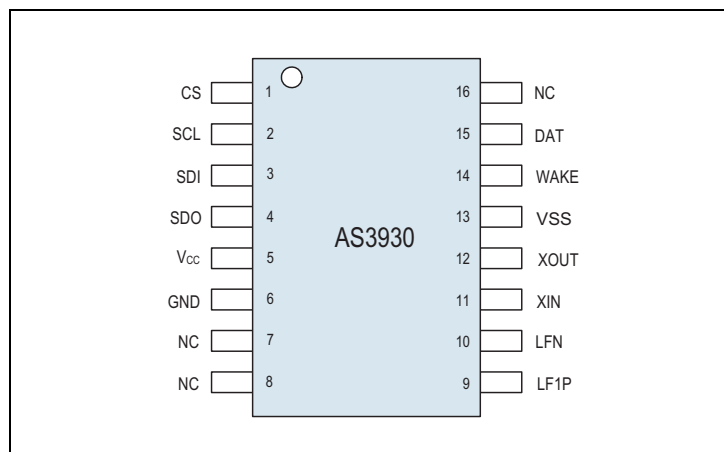 CS 1 16 NC
SCL 2 15 DAT
SDI 3 14 WAKE
SDO 4 13 VSS
AS3930
Vcc 5 12 XOUT
GND 6 11 XIN
NC 7 10 LFN
NC 8 9 LF1P